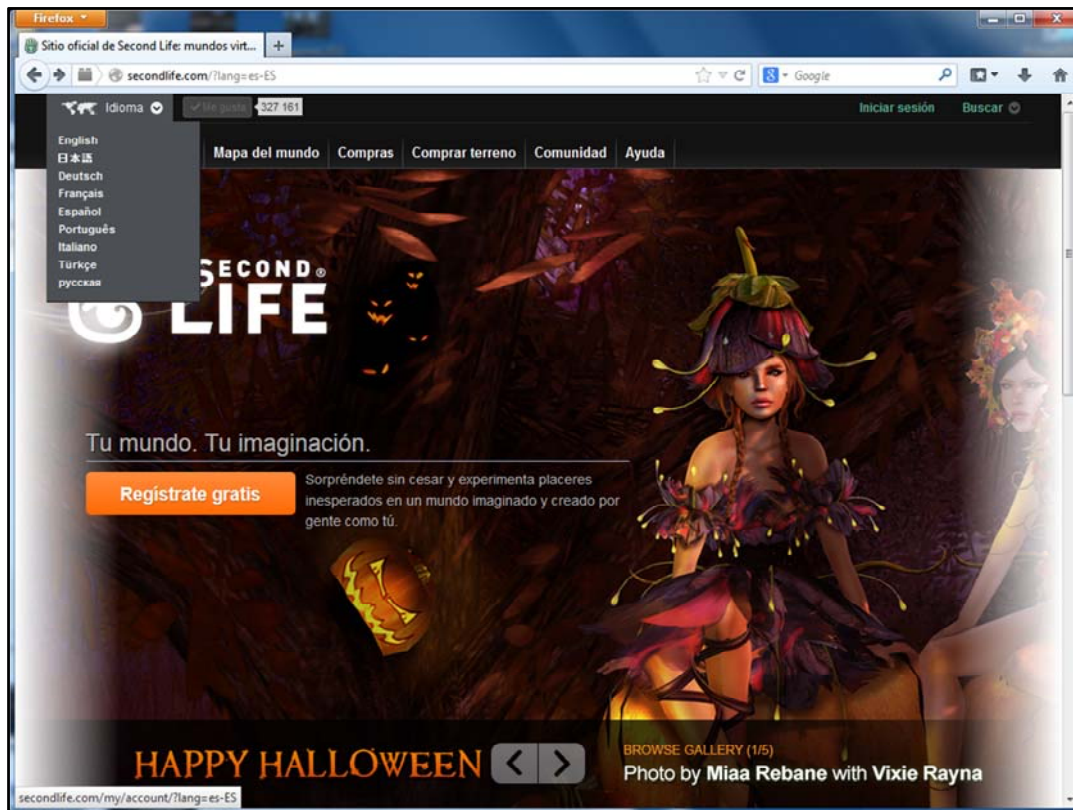 Firefox
Sitio oficial de Second Life: mundos virt...
secondlife.com/?lang=es-ES
Google
Idioma
Me gusta
327 161
Iniciar sesión
Buscar
English
日本語
Deutsch
Français
Español
Português
Italiano
Türkçe
русская
Mapa del mundo
Compras
Comprar terreno
Comunidad
Ayuda
SECOND®
LIFE
Tu mundo. Tu imaginación.
Regístrate gratis
Sorpréndete sin cesar y experimenta placeres
inesperados en un mundo imaginado y creado por
gente como tú.
HAPPY HALLOWEEN
BROWSE GALLERY (1/5)
Photo by Miaa Rebane with Vixie Rayna
secondlife.com/my/account/?lang=es-ES